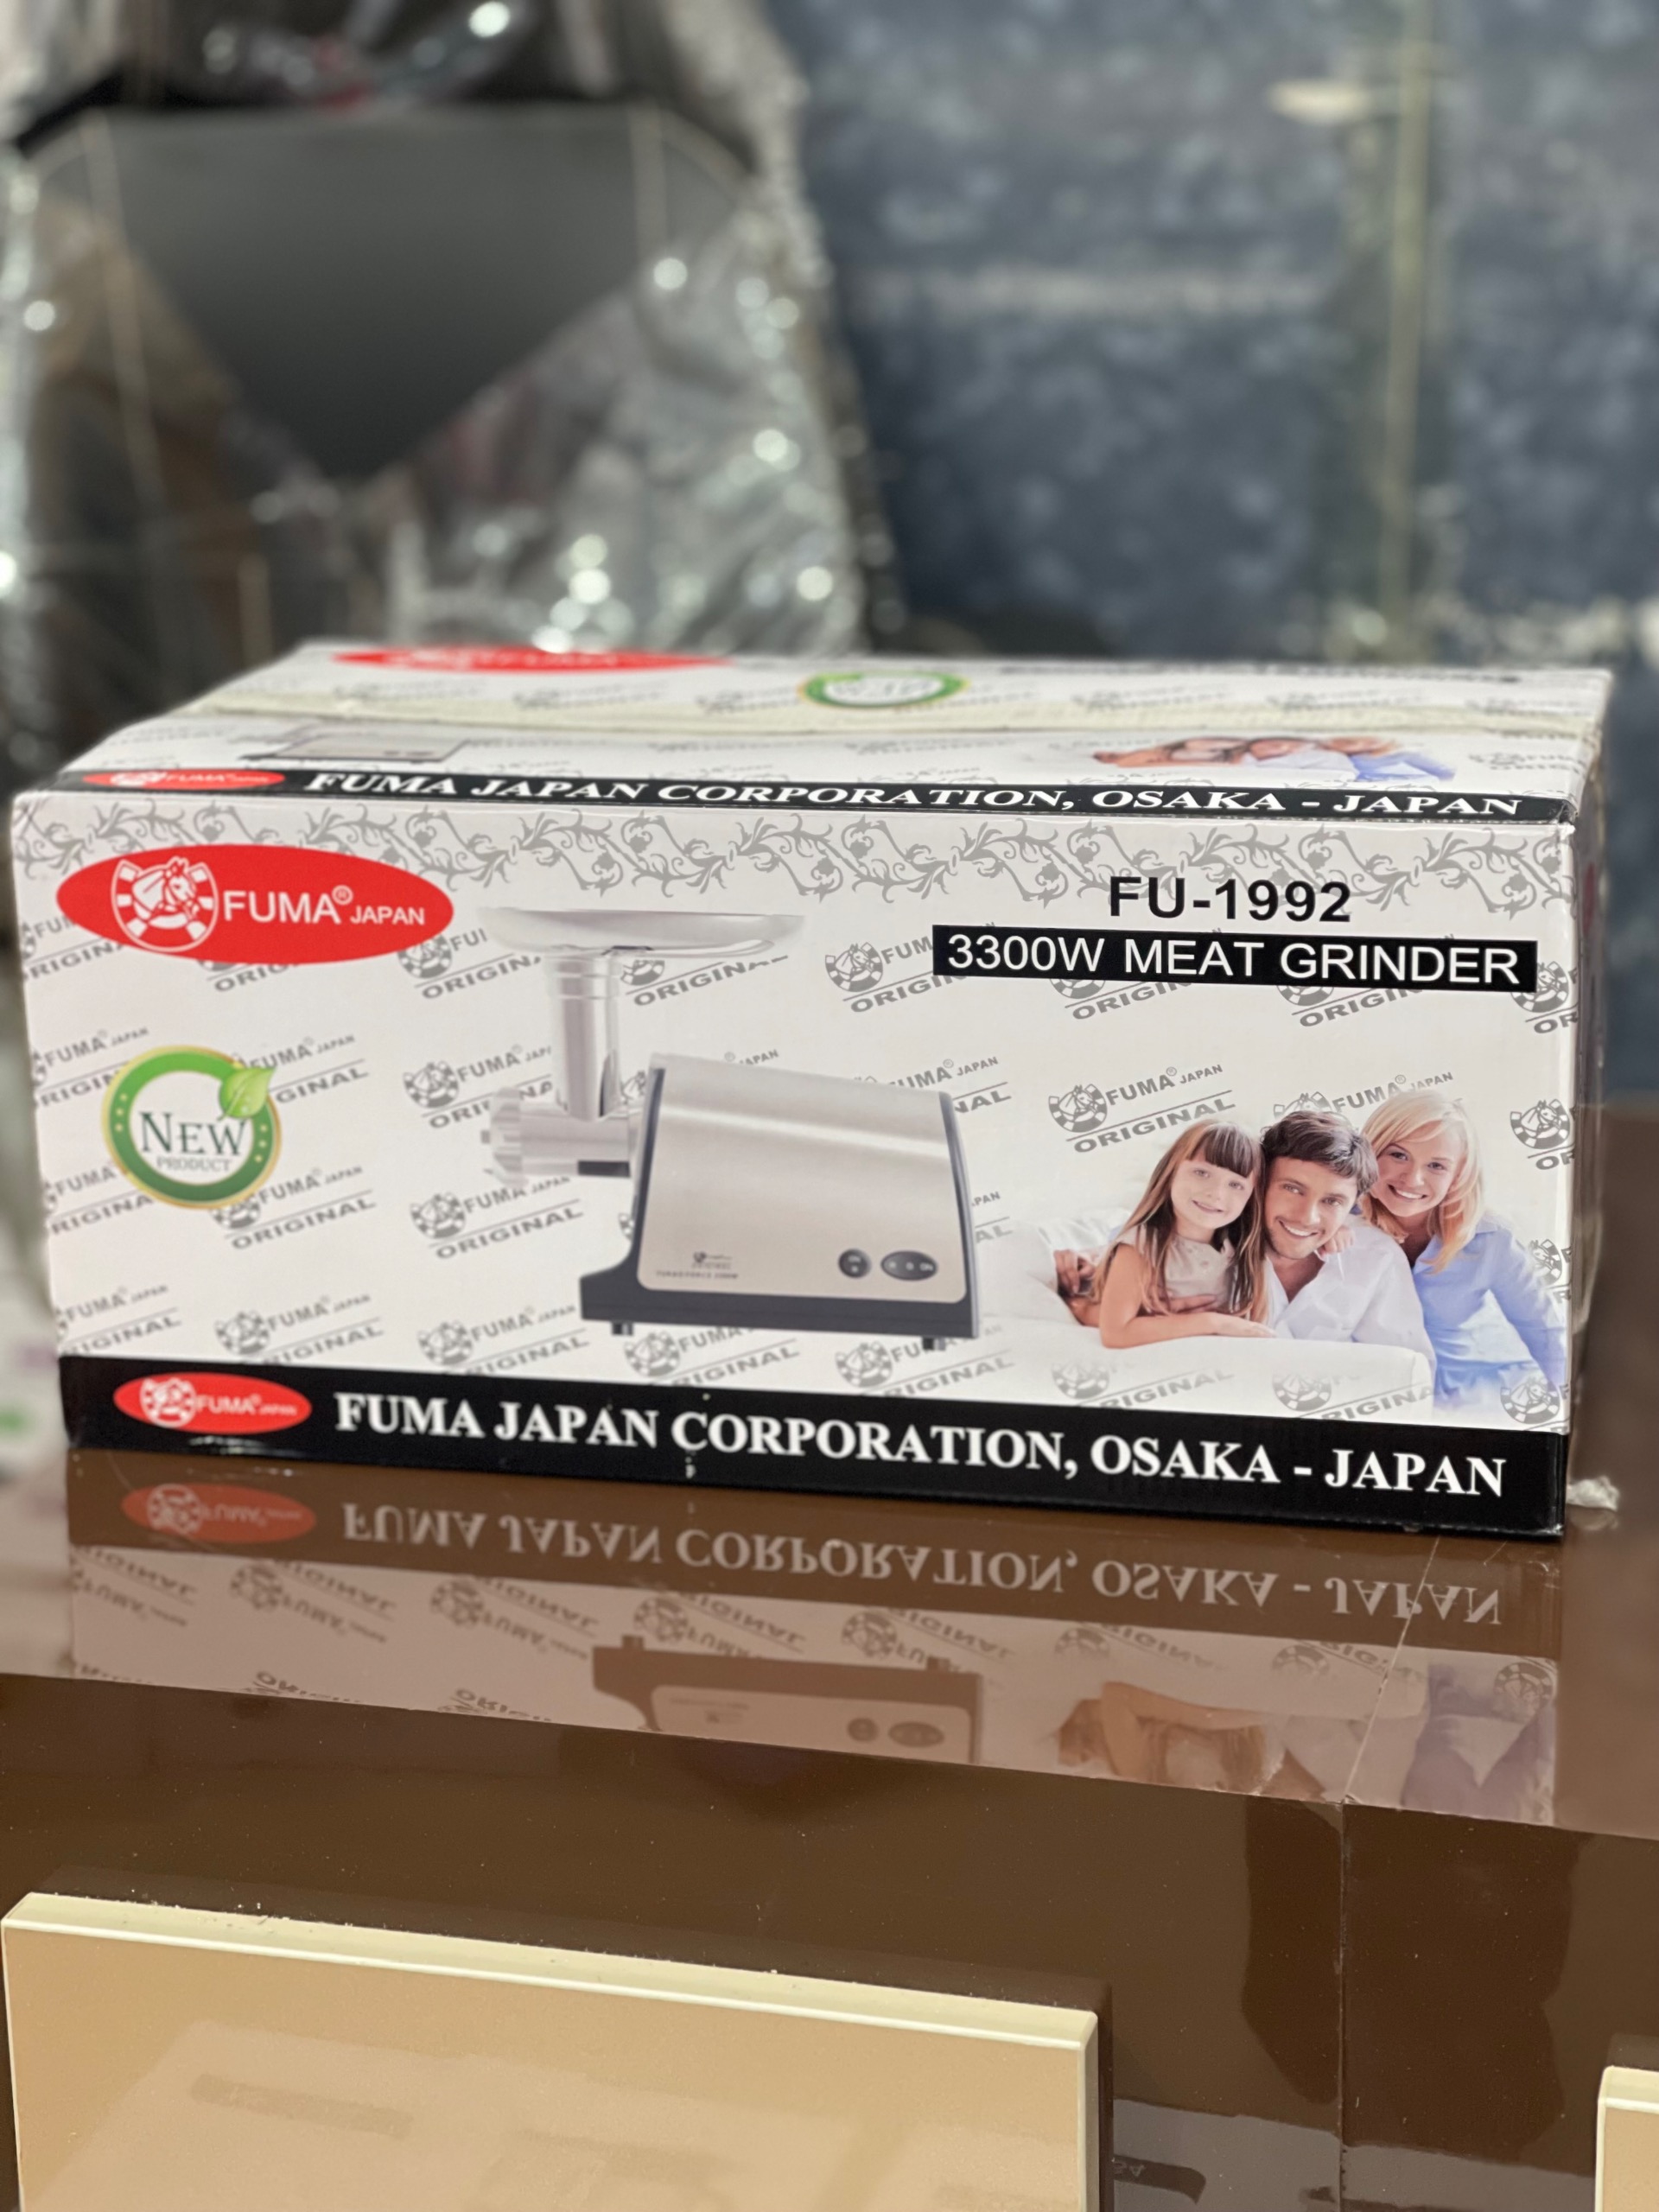 FUMA JAPAN CORPORATION, OSAKA - JAPAN
FUMA® JAPAN
FU-1992
3300W MEAT GRINDER
NEW
PRODUCT
FUMA® JAPAN
ORIGINAL
FUMA® JAPAN
FUMA JAPAN CORPORATION, OSAKA - JAPAN